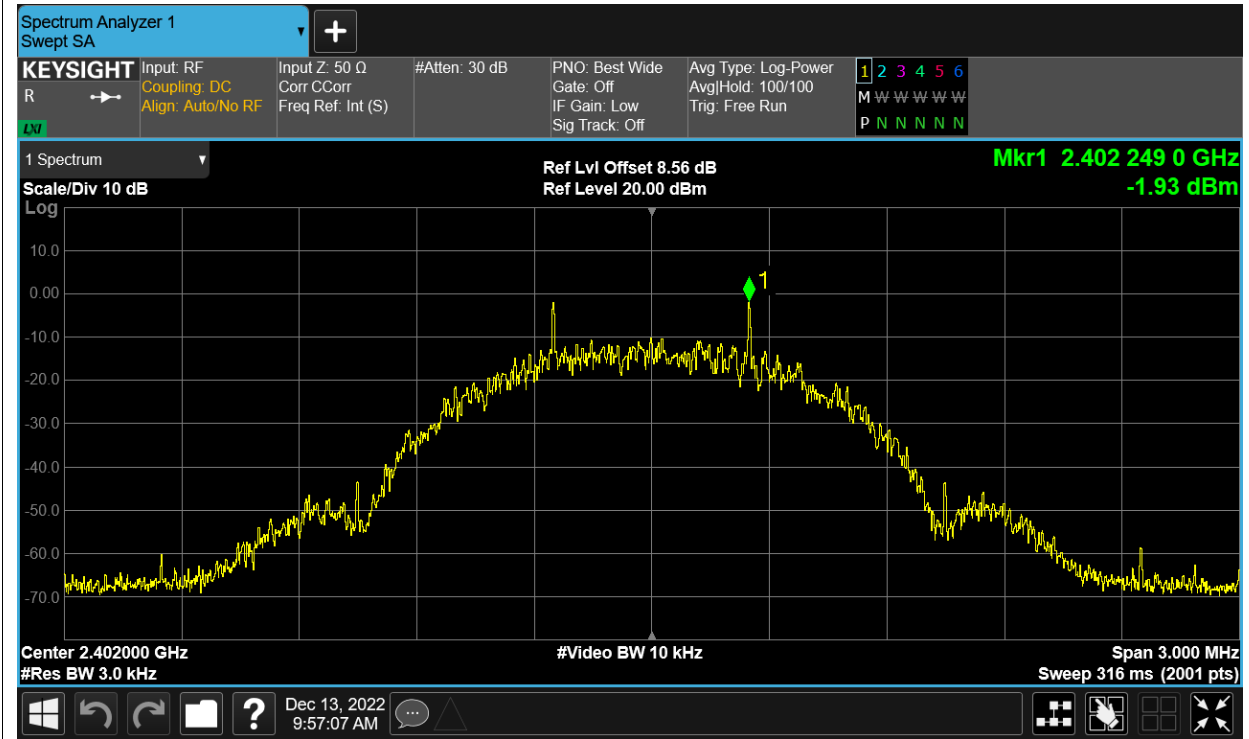 Spectrum Analyzer 1
Swept SA
KEYSIGHT
R
LXI
Input: RF
Coupling: DC
Align: Auto/No RF
Input Z: 50 Ω
Corr CCorr
Freq Ref: Int (S)
#Atten: 30 dB
PNO: Best Wide
Gate: Off
IF Gain: Low
Sig Track: Off
Avg Type: Log-Power
Avg|Hold: 100/100
Trig: Free Run
1 2 3 4 5 6
M W W W W W
P N N N N N
1 Spectrum
Scale/Div 10 dB
Ref Lvl Offset 8.56 dB
Ref Level 20.00 dBm
Mkr1 2.402 249 0 GHz
-1.93 dBm
Log
1
10.0
0.00
-10.0
-20.0
-30.0
-40.0
-50.0
-60.0
-70.0
Center 2.402000 GHz
#Video BW 10 kHz
Span 3.000 MHz
#Res BW 3.0 kHz
Sweep 316 ms (2001 pts)
?
Dec 13, 2022
9:57:07 AM